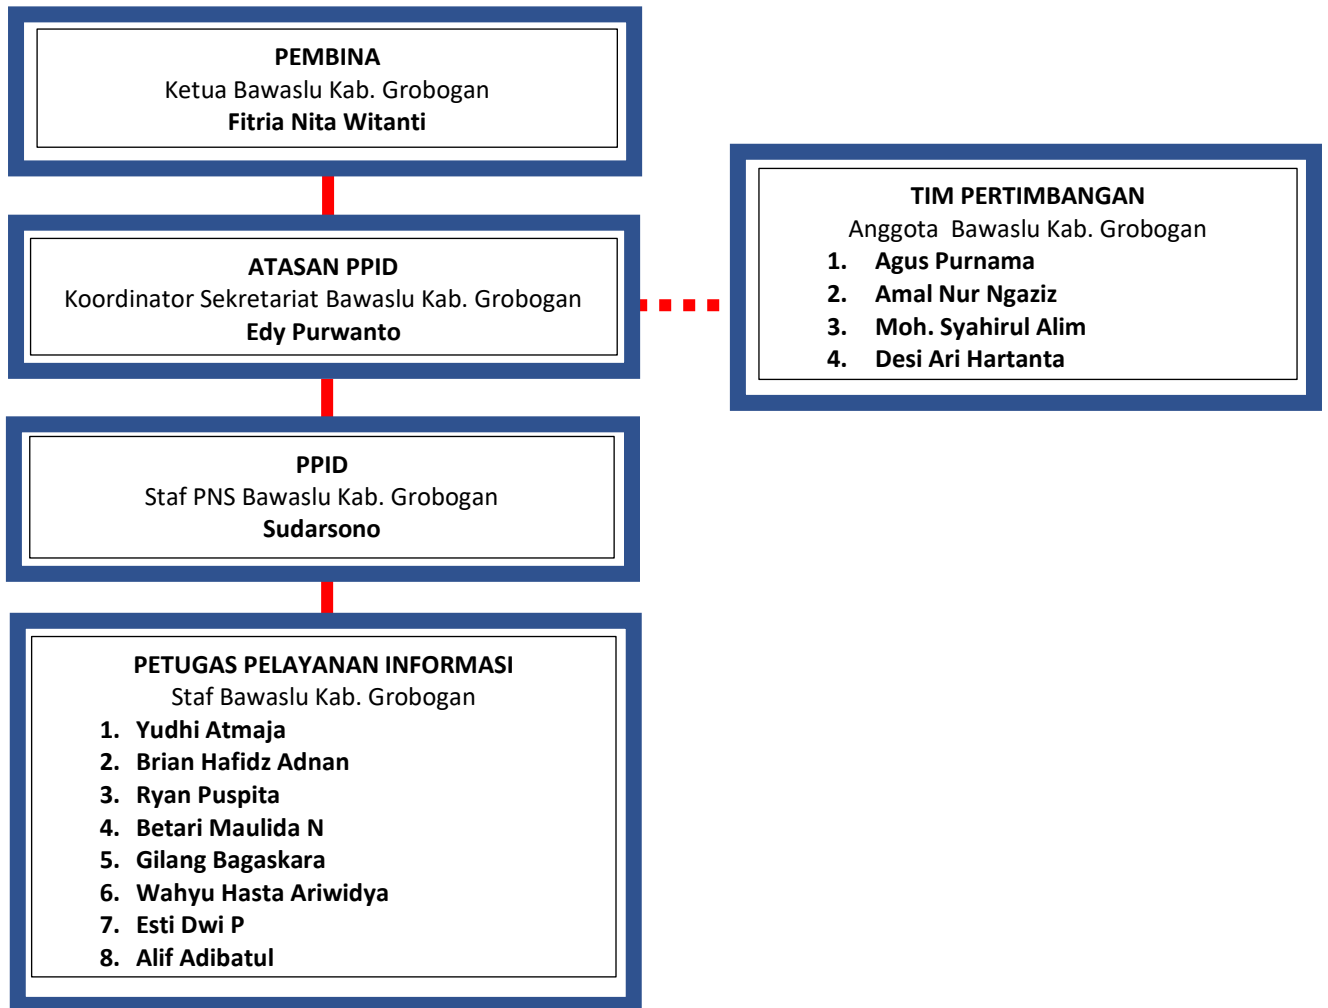 PEMBINA
Ketua Bawaslu Kab. Grobogan
Fitria Nita Witanti
ATASAN PPID
Koordinator Sekretariat Bawaslu Kab. Grobogan
Edy Purwanto
TIM PERTIMBANGAN
Anggota  Bawaslu Kab. Grobogan
1. Agus Purnama
2. Amal Nur Ngaziz
3. Moh. Syahirul Alim
4. Desi Ari Hartanta
PPID
Staf PNS Bawaslu Kab. Grobogan
Sudarsono
PETUGAS PELAYANAN INFORMASI
Staf Bawaslu Kab. Grobogan
1. Yudhi Atmaja
2. Brian Hafidz Adnan
3. Ryan Puspita
4. Betari Maulida N
5. Gilang Bagaskara
6. Wahyu Hasta Ariwidya
7. Esti Dwi P
8. Alif Adibatul